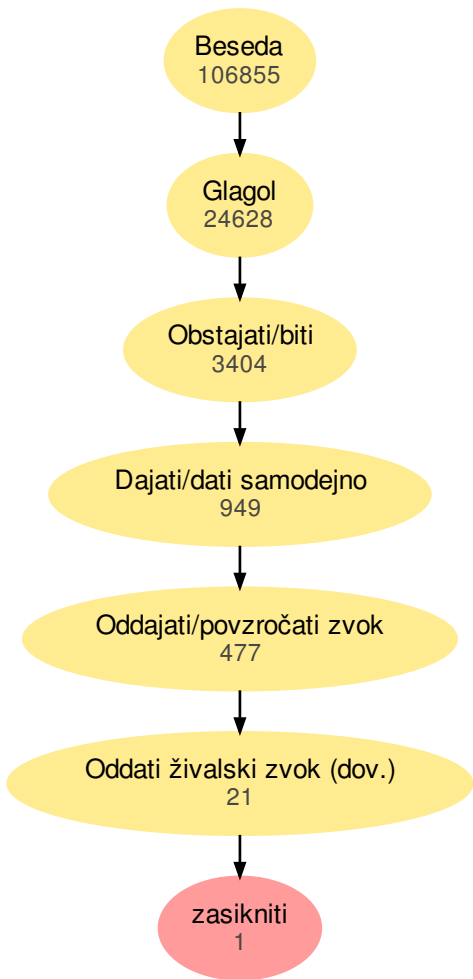 Beseda
106855
Glagol
24628
Obstajati/biti
3404
Dajati/dati samodejno
949
Oddajati/povzročati zvok
477
Oddati živalski zvok (dov.)
21
zasikniti
1